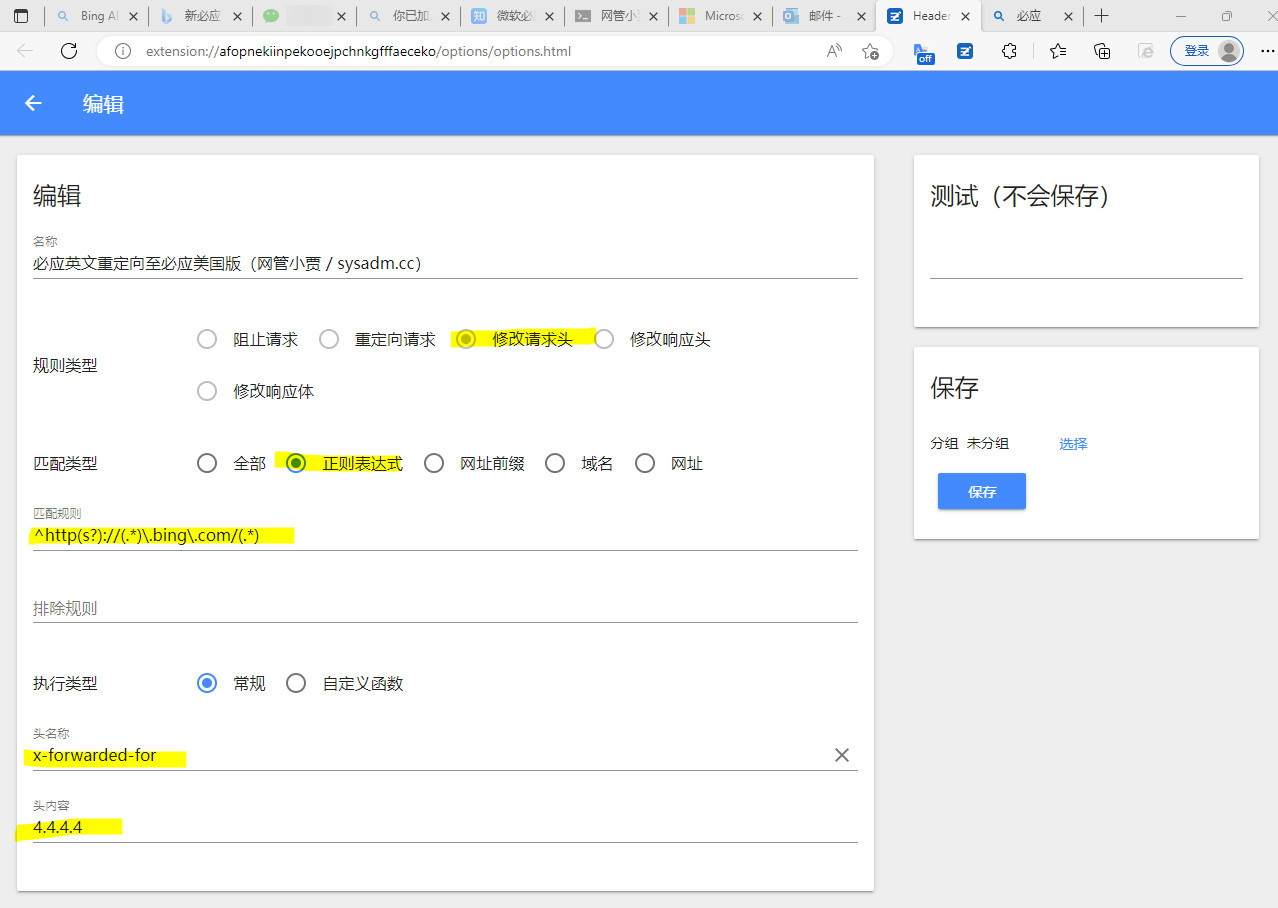 Bing AI
新必应
你已加
微软必
网管小
Micros
邮件 -
Header
必应
extension://afopnekiinpekooejpchnkgfffaeceko/options/options.html
off
登录
编辑
编辑
名称
必应英文重定向至必应美国版（网管小贾 / sysadm.cc）
规则类型
阻止请求
重定向请求
修改请求头
修改响应头
修改响应体
匹配类型
全部
正则表达式
网址前缀
域名
网址
匹配规则
^http(s?)://(.*)\.bing\.com/(.*)
排除规则
执行类型
常规
自定义函数
头名称
x-forwarded-for
头内容
4.4.4.4
测试（不会保存）
保存
分组 未分组 选择
保存